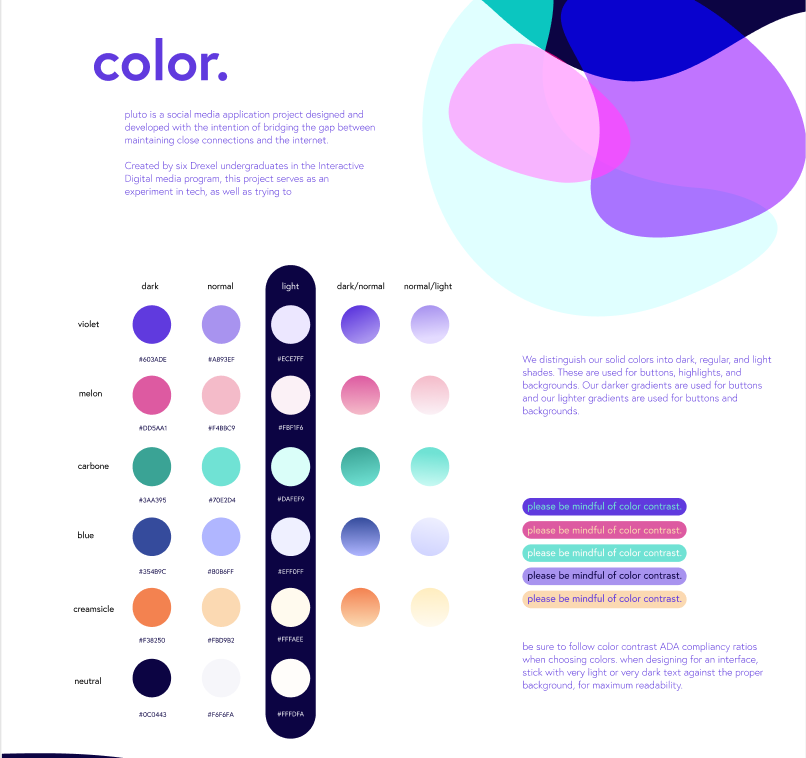 color.
pluto is a social media application project designed and
developed with the intention of bridging the gap between
maintaining close connections and the internet.
Created by six Drexel undergraduates in the Interactive
Digital media program, this project serves as an
experiment in tech, as well as trying to
dark normal light dark/normal normal/light
violet
#603ADE #A893EF #ECE7FF
melon
#DD5AA1 #F4BBC9 #FBF1F6
carbone
#3AA395 #70E2D4 #DAFEF9
blue
#354B9C #B0B6FF #EFF0FF
creamsicle
#F38250 #FBD9B2 #FFFAEE
neutral
#0C0443 #F6F6FA #FFFDFA
We distinguish our solid colors into dark, regular, and light
shades. These are used for buttons, highlights, and
backgrounds. Our darker gradients are used for buttons
and our lighter gradients are used for buttons and
backgrounds.
please be mindful of color contrast.
please be mindful of color contrast.
please be mindful of color contrast.
please be mindful of color contrast.
please be mindful of color contrast.
be sure to follow color contrast ADA compliancy ratios
when choosing colors. when designing for an interface,
stick with very light or very dark text against the proper
background, for maximum readability.